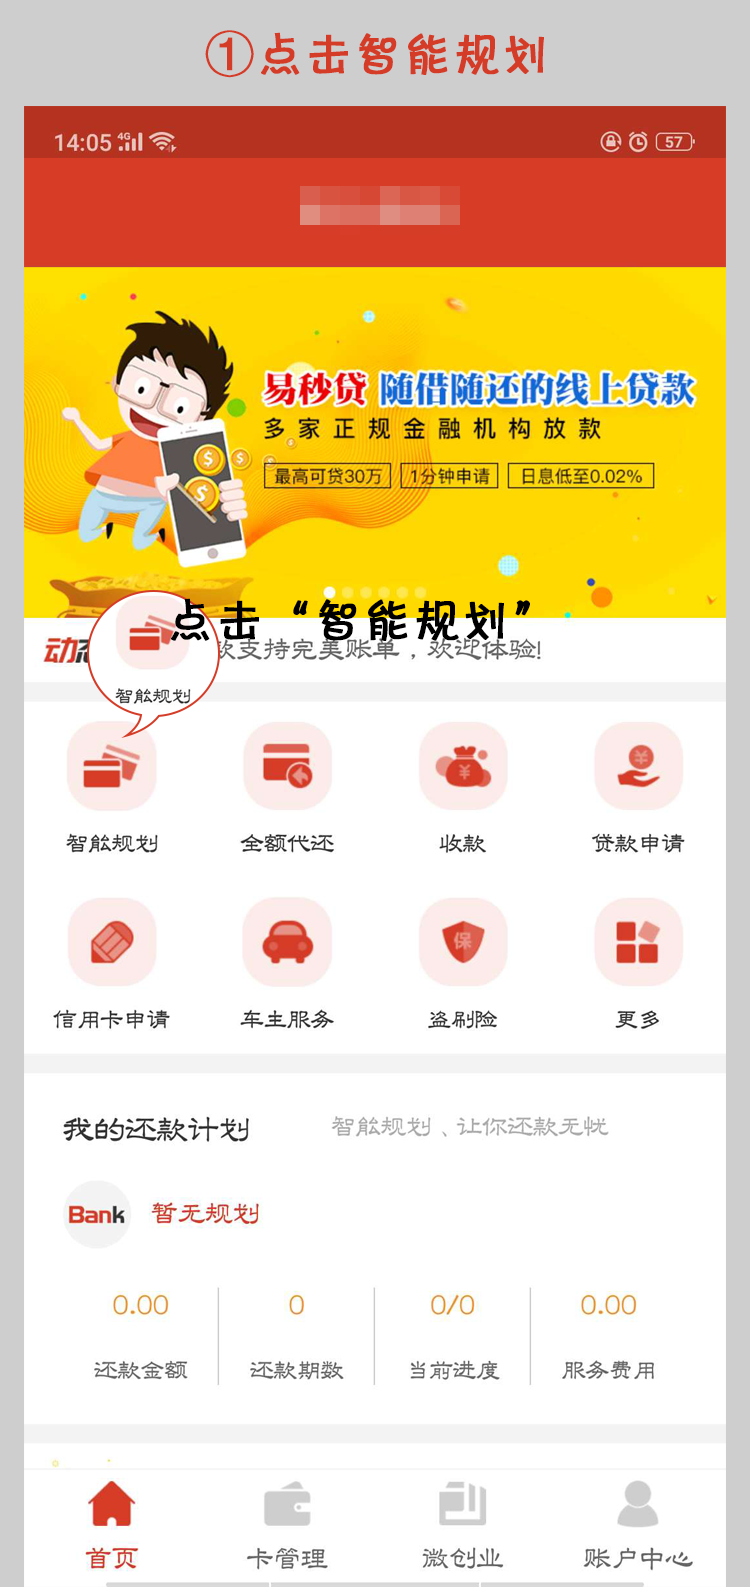 ①点击智能规划
14:05 4G 57
易秒贷 随借随还的线上贷款
多家正规金融机构放款
最高可贷30万 1分钟申请 日息低至0.02%
点击“智能规划”
动态 款支持完美账单，欢迎体验!
智能规划
智能规划 全额代还 收款 贷款申请
保
信用卡申请 车主服务 盗刷险 更多
我的还款计划 智能规划、让你还款无忧
Bank 暂无规划
0.00 0 0/0 0.00
还款金额 还款期数 当前进度 服务费用
首页 卡管理 微创业 账户中心